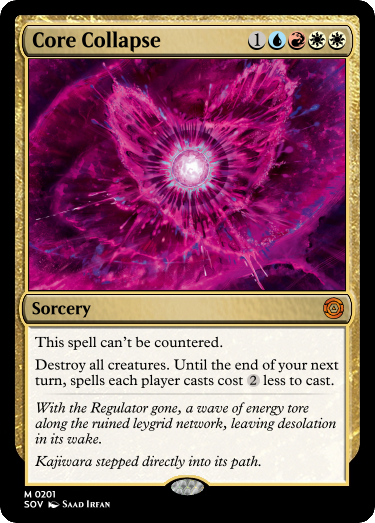 Core Collapse
1
Sorcery
This spell can't be countered.
Destroy all creatures. Until the end of your next
turn, spells each player casts cost 2 less to cast.
With the Regulator gone, a wave of energy tore
along the ruined leygrid network, leaving desolation
in its wake.
Kajiwara stepped directly into its path.
M 0201
SOV Saad Irfan